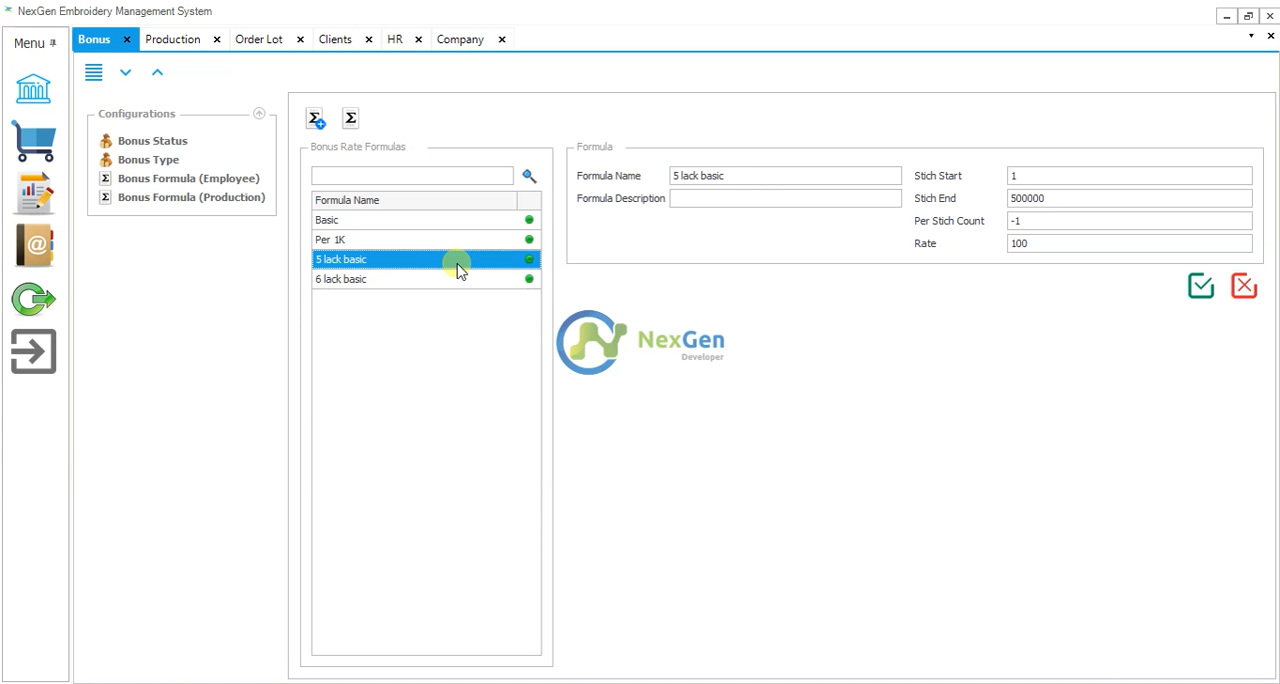 NexGen Embroidery Management System
Menu
Bonus
Production
Order Lot
Clients
HR
Company
Configurations
Bonus Status
Bonus Type
Bonus Formula (Employee)
Bonus Formula (Production)
Bonus Rate Formulas
Formula Name
Basic
Per 1K
5 lack basic
6 lack basic
Formula
Formula Name 5 lack basic
Formula Description
Stich Start 1
Stich End 500000
Per Stich Count -1
Rate 100
NexGen
Developer